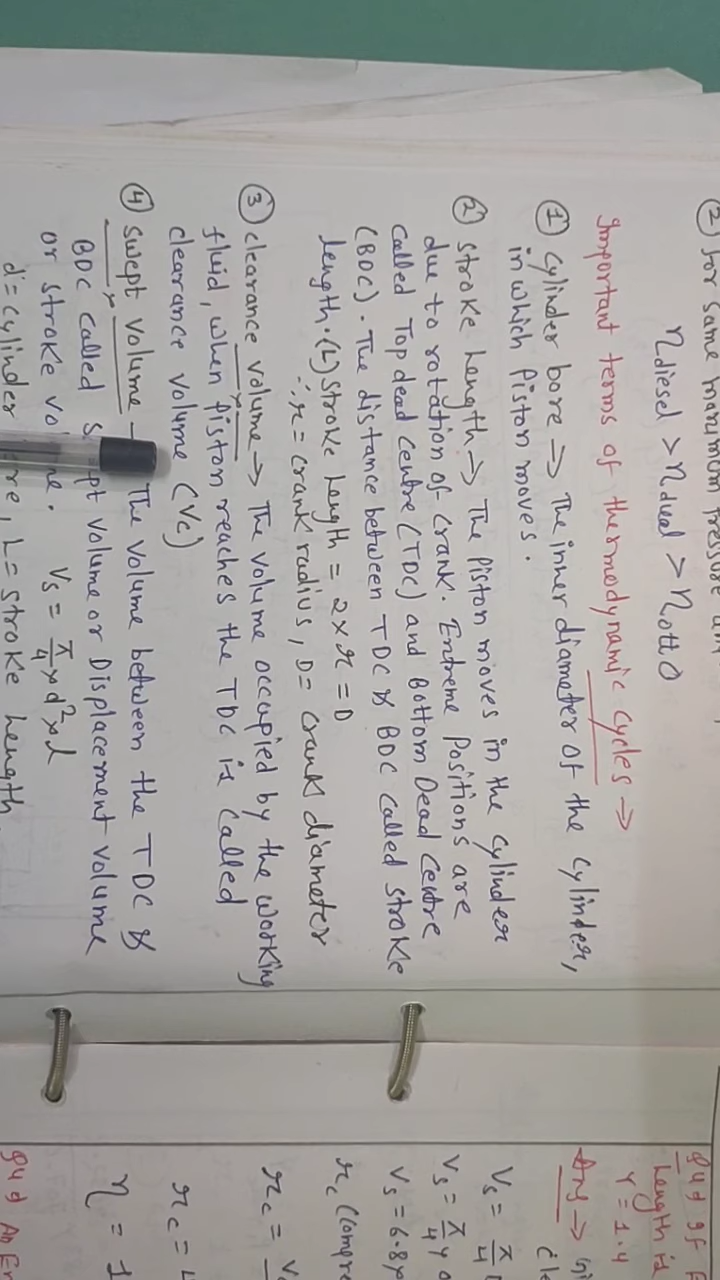 ② for same maximum pressure and
ηdiesel > ηdual > ηotto
Important terms of thermodynamic cycles →
① Cylinder bore → The inner diameter of the cylinder,
in which piston moves.
② Stroke Length → The Piston moves in the cylinder
due to rotation of crank. Extreme Positions are
called Top dead Centre (TDC) and Bottom Dead Centre
(BDC). The distance between TDC & BDC called stroke
length. (L) Stroke Length = 2×r = D
∴ r = crank radius, D = crank diameter
③ clearance volume → The volume occupied by the working
fluid, when piston reaches the TDC is called
clearance volume (Vc)
④ swept volume - The volume between the TDC &
BDC called pt volume or Displacement volume
or stroke Vs = π/4 × d² × l
d = cylinder L = stroke Length
Length is
γ = 1.4
Ans →
Vs = π/4
Vs = π/4 ×
Vs = 6.8
rc (compre
rc = V
rc =
η = 1